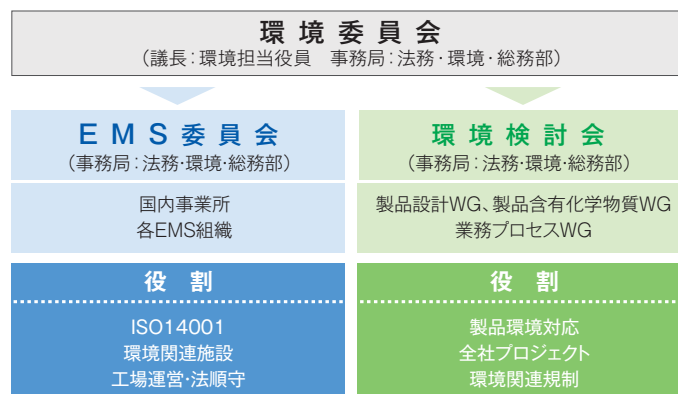 環境委員会
（議長：環境担当役員　事務局：法務・環境・総務部）
EMS委員会
（事務局：法務・環境・総務部）
国内事業所
各EMS組織
役割
ISO14001
環境関連施設
工場運営・法順守
環境検討会
（事務局：法務・環境・総務部）
製品設計WG、製品含有化学物質WG
業務プロセスWG
役割
製品環境対応
全社プロジェクト
環境関連規制